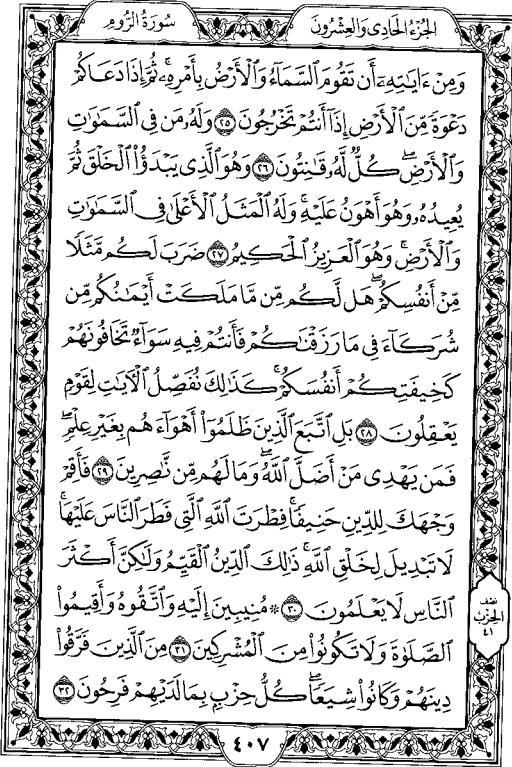 الجزء الحادي والعشرون
سورة الروم
وَمِنْ ءَايَٰتِهِۦٓ أَن تَقُومَ ٱلسَّمَآءُ وَٱلْأَرْضُ بِأَمْرِهِۦ ۚ ثُمَّ إِذَا دَعَاكُمْ
دَعْوَةً مِّنَ ٱلْأَرْضِ إِذَآ أَنتُمْ تَخْرُجُونَ ٢٥ وَلَهُۥ مَن فِى ٱلسَّمَٰوَٰتِ
وَٱلْأَرْضِ ۖ كُلٌّ لَّهُۥ قَٰنِتُونَ ٢٦ وَهُوَ ٱلَّذِى يَبْدَؤُا۟ ٱلْخَلْقَ ثُمَّ
يُعِيدُهُۥ وَهُوَ أَهْوَنُ عَلَيْهِ ۚ وَلَهُ ٱلْمَثَلُ ٱلْأَعْلَىٰ فِى ٱلسَّمَٰوَٰتِ
وَٱلْأَرْضِ ۚ وَهُوَ ٱلْعَزِيزُ ٱلْحَكِيمُ ٢٧ ضَرَبَ لَكُم مَّثَلًا
مِّنْ أَنفُسِكُمْ ۖ هَل لَّكُم مِّن مَّا مَلَكَتْ أَيْمَٰنُكُم مِّن
شُرَكَآءَ فِى مَا رَزَقْنَٰكُمْ فَأَنتُمْ فِيهِ سَوَآءٌ تَخَافُونَهُمْ
كَخِيفَتِكُمْ أَنفُسَكُمْ ۚ كَذَٰلِكَ نُفَصِّلُ ٱلْءَايَٰتِ لِقَوْمٍ
يَعْقِلُونَ ٢٨ بَلِ ٱتَّبَعَ ٱلَّذِينَ ظَلَمُوٓا۟ أَهْوَآءَهُم بِغَيْرِ عِلْمٍ ۖ
فَمَن يَهْدِى مَنْ أَضَلَّ ٱللَّهُ ۖ وَمَا لَهُم مِّن نَّٰصِرِينَ ٢٩ فَأَقِمْ
وَجْهَكَ لِلدِّينِ حَنِيفًا ۚ فِطْرَتَ ٱللَّهِ ٱلَّتِى فَطَرَ ٱلنَّاسَ عَلَيْهَا ۚ
لَا تَبْدِيلَ لِخَلْقِ ٱللَّهِ ۚ ذَٰلِكَ ٱلدِّينُ ٱلْقَيِّمُ وَلَٰكِنَّ أَكْثَرَ
ٱلنَّاسِ لَا يَعْلَمُونَ ٣٠ ۞ مُنِيبِينَ إِلَيْهِ وَٱتَّقُوهُ وَأَقِيمُوا۟
ٱلصَّلَوٰةَ وَلَا تَكُونُوا۟ مِنَ ٱلْمُشْرِكِينَ ٣١ مِنَ ٱلَّذِينَ فَرَّقُوا۟
دِينَهُمْ وَكَانُوا۟ شِيَعًا ۖ كُلُّ حِزْبٍۭ بِمَا لَدَيْهِمْ فَرِحُونَ ٣٢
نصف
الحزب
٤١
٤٠٧